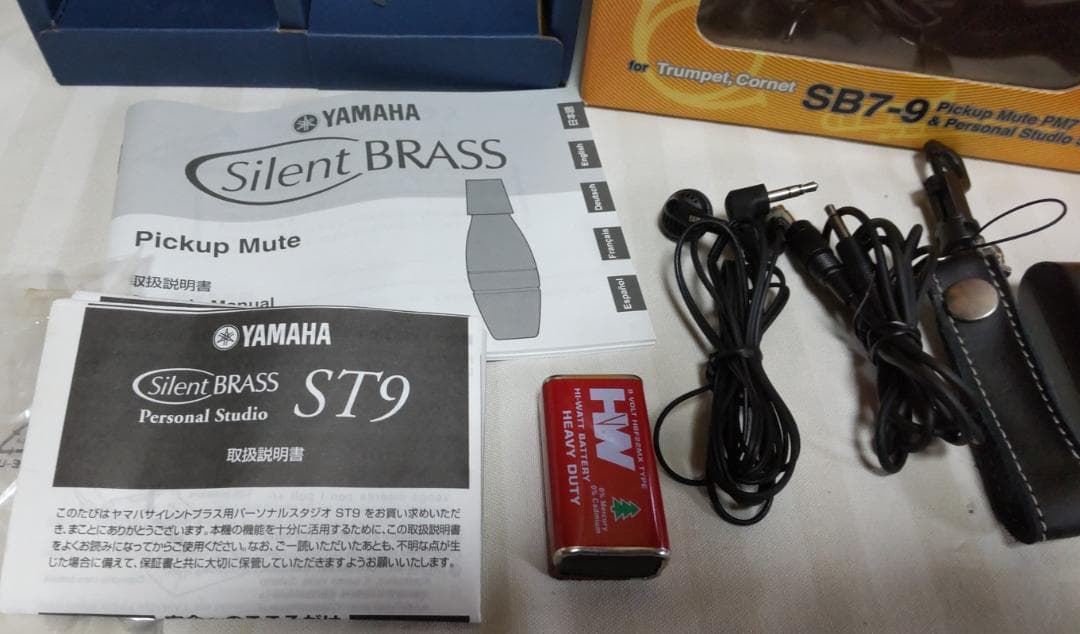 for Trumpet, Cornet
SB7-9 Pickup Mute PM7
& Personal Studio
YAMAHA
Silent BRASS
Pickup Mute
取扱説明書
Manual
日本語
English
Deutsch
Français
Español
YAMAHA
Silent BRASS ST9
Personal Studio
取扱説明書
このたびはヤマハサイレントブラス用パーソナルスタジオ ST9 をお買い求めいただ
き、まことにありがとうございます。本機の機能を十分に活用するために、この取扱説明書
をよくお読みになってからご使用ください。なお、ご一読いただいたあとも、不明な点が生
じた場合に備えて、保証書と共に大切に保管していただきますようお願いいたします。
9 VOLT H6F22MX TYPE
HW
HI-WATT BATTERY
HEAVY DUTY
0% Mercury
0% Cadmium